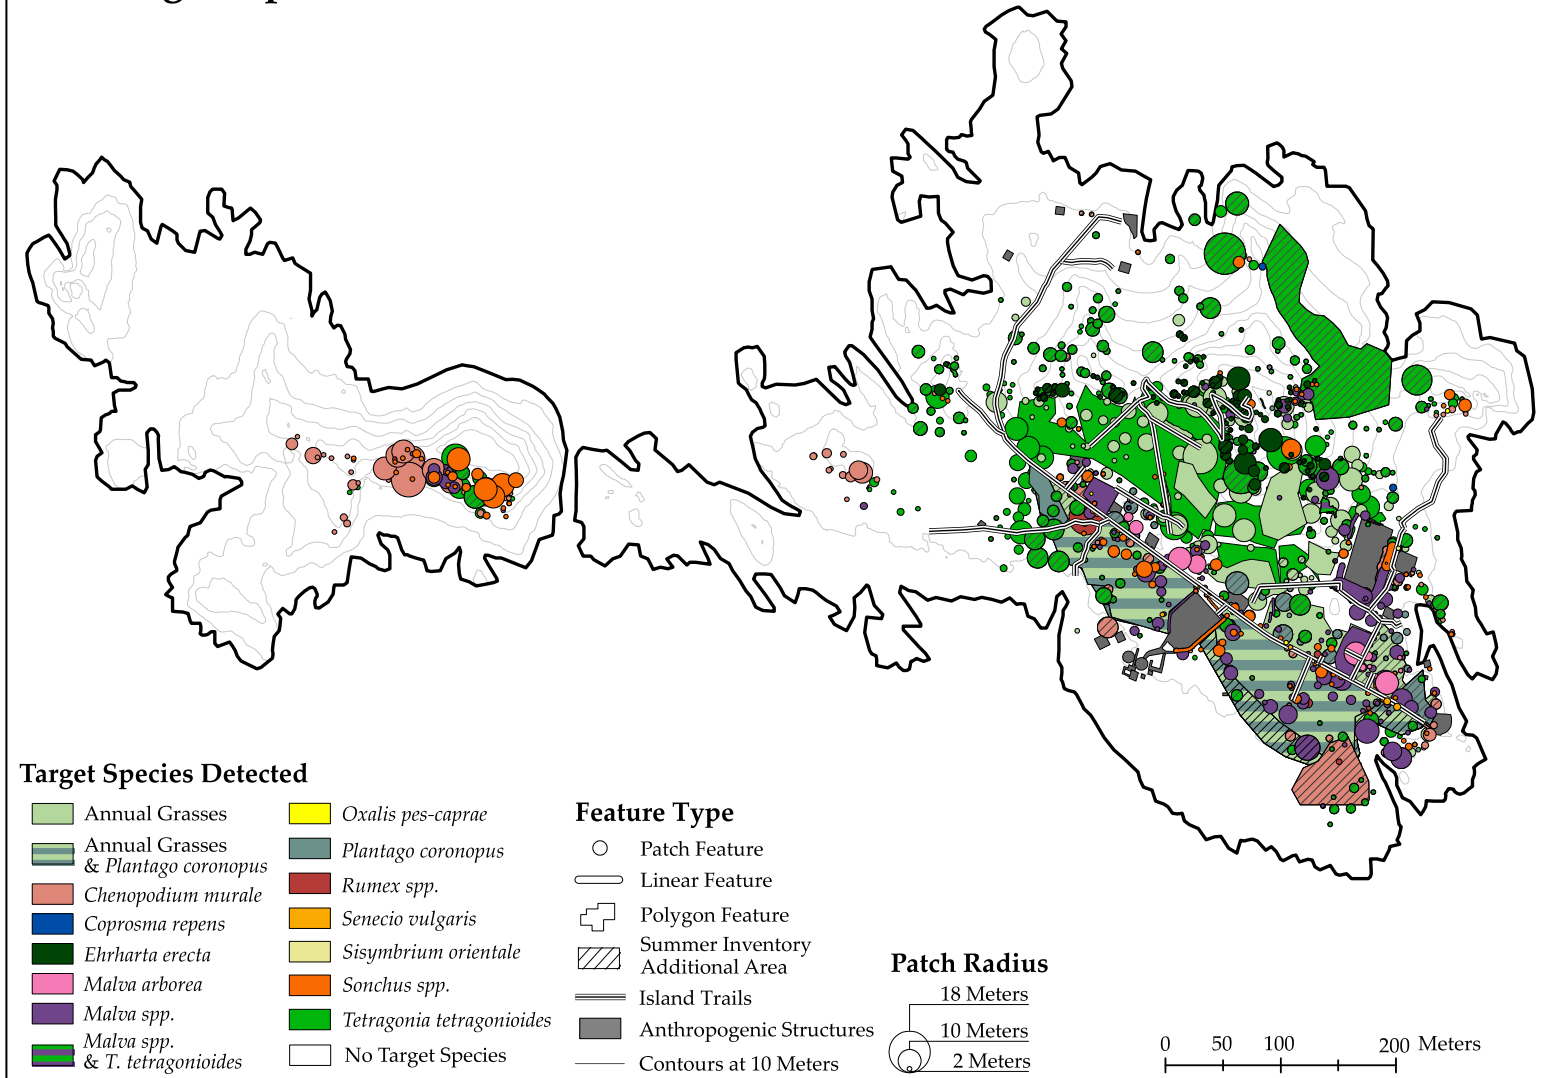 Target Species Detected
Annual Grasses
Annual Grasses
& Plantago coronopus
Chenopodium murale
Coprosma repens
Ehrharta erecta
Malva arborea
Malva spp.
Malva spp.
& T. tetragonioides
Oxalis pes-caprae
Plantago coronopus
Rumex spp.
Senecio vulgaris
Sisymbrium orientale
Sonchus spp.
Tetragonia tetragonioides
No Target Species
Feature Type
Patch Feature
Linear Feature
Polygon Feature
Summer Inventory
Additional Area
Island Trails
Anthropogenic Structures
Contours at 10 Meters
Patch Radius
18 Meters
10 Meters
2 Meters
0 50 100 200 Meters